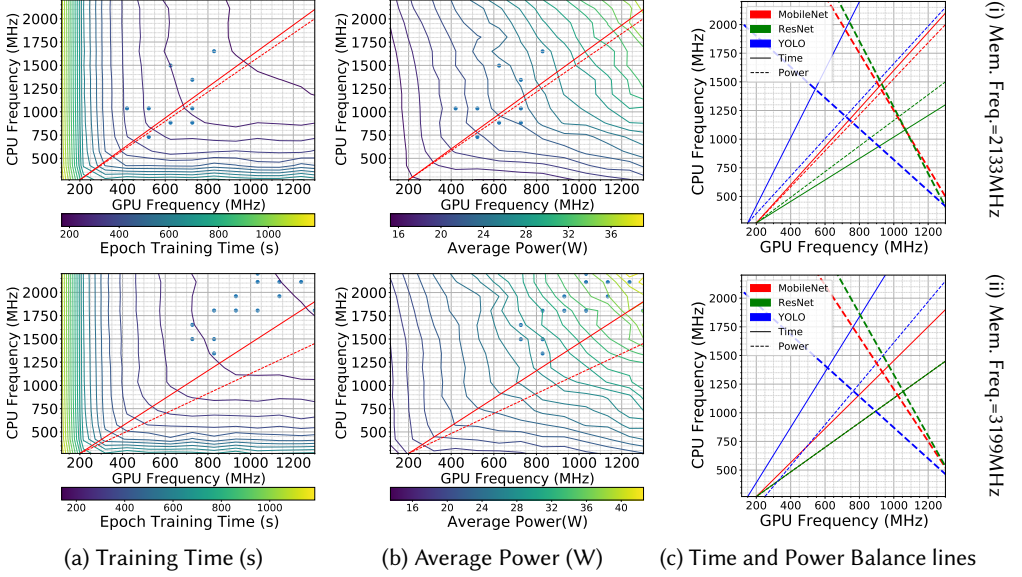 CPU Frequency (MHz)
2000
1750
1500
1250
1000
750
500
200 400 600 800 1000 1200
GPU Frequency (MHz)
200 400 600 800 1000
Epoch Training Time (s)
CPU Frequency (MHz)
2000
1750
1500
1250
1000
750
500
200 400 600 800 1000 1200
GPU Frequency (MHz)
16 20 24 28 32 36
Average Power(W)
CPU Frequency (MHz)
2000
1750
1500
1250
1000
750
500
MobileNet
ResNet
YOLO
Time
Power
200 400 600 800 1000 1200
GPU Frequency (MHz)
(i) Mem. Freq.=2133MHz
CPU Frequency (MHz)
2000
1750
1500
1250
1000
750
500
200 400 600 800 1000 1200
GPU Frequency (MHz)
200 400 600 800 1000
Epoch Training Time (s)
CPU Frequency (MHz)
2000
1750
1500
1250
1000
750
500
200 400 600 800 1000 1200
GPU Frequency (MHz)
15 20 25 30 35 40
Average Power(W)
CPU Frequency (MHz)
2000
1750
1500
1250
1000
750
500
MobileNet
ResNet
YOLO
Time
Power
200 400 600 800 1000 1200
GPU Frequency (MHz)
(ii) Mem. Freq.=3199MHz
(a) Training Time (s)
(b) Average Power (W)
(c) Time and Power Balance lines